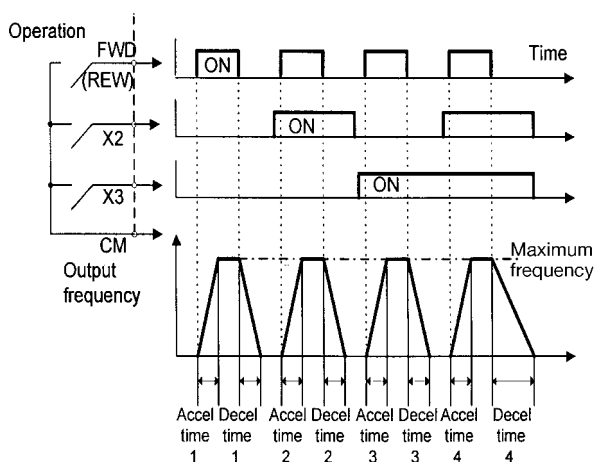 Operation
FWD
(REW)
ON
Time
X2
ON
X3
ON
CM
Output
frequency
Maximum
frequency
Accel Decel Accel Decel Accel Decel Accel Decel
time time time time time time time time
1 1 2 2 3 3 4 4